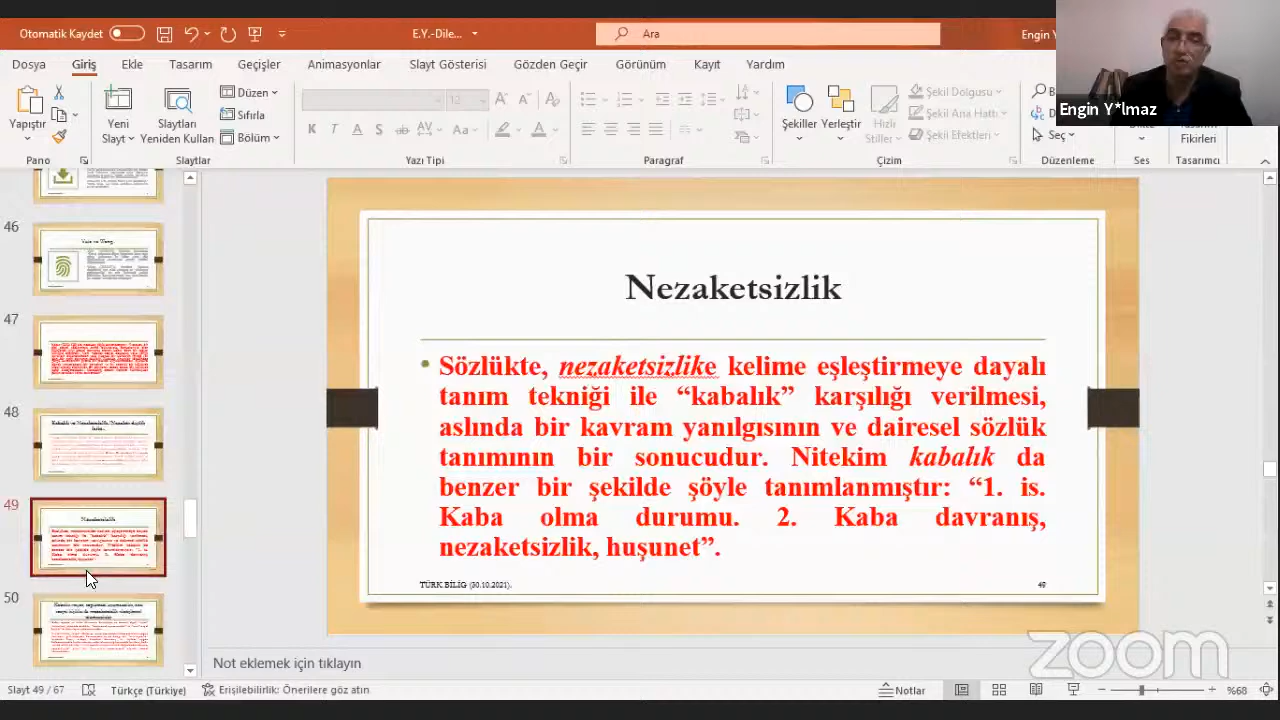 Otomatik Kaydet
E.Y.-Dile...
Ara
Engin Y
Dosya
Giriş
Ekle
Tasarım
Geçişler
Animasyonlar
Slayt Gösterisi
Gözden Geçir
Görünüm
Kayıt
Yardım
Engin Y*lmaz
Yapıştır
Yeni
Slayt
Slaytları
Yeniden Kullan
Düzen
Sıfırla
Bölüm
12
K T A S ab AV Aa A
Şekiller
Yerleştir
Hızlı
Stiller
Şekil Dolgusu
Şekil Ana Hattı
Şekil Efektleri
Seç
Fikirleri
Pano
Slaytlar
Yazı Tipi
Paragraf
Çizim
Düzenleme
Ses
Tasarımcı
46
47
48
49
50
Nezaketsizlik
• Sözlükte, nezaketsizlike kelime eşleştirmeye dayalı
tanım tekniği ile “kabalık” karşılığı verilmesi,
aslında bir kavram yanılgısının ve dairesel sözlük
tanımının bir sonucudur. Nitekim kabalık da
benzer bir şekilde şöyle tanımlanmıştır: “1. is.
Kaba olma durumu. 2. Kaba davranış,
nezaketsizlik, huşunet”.
TÜRK BİLİG (30.10.2021).
49
Not eklemek için tıklayın
zoom
Slayt 49 / 67
Türkçe (Türkiye)
Erişilebilirlik: Önerilere göz atın
Notlar
%68